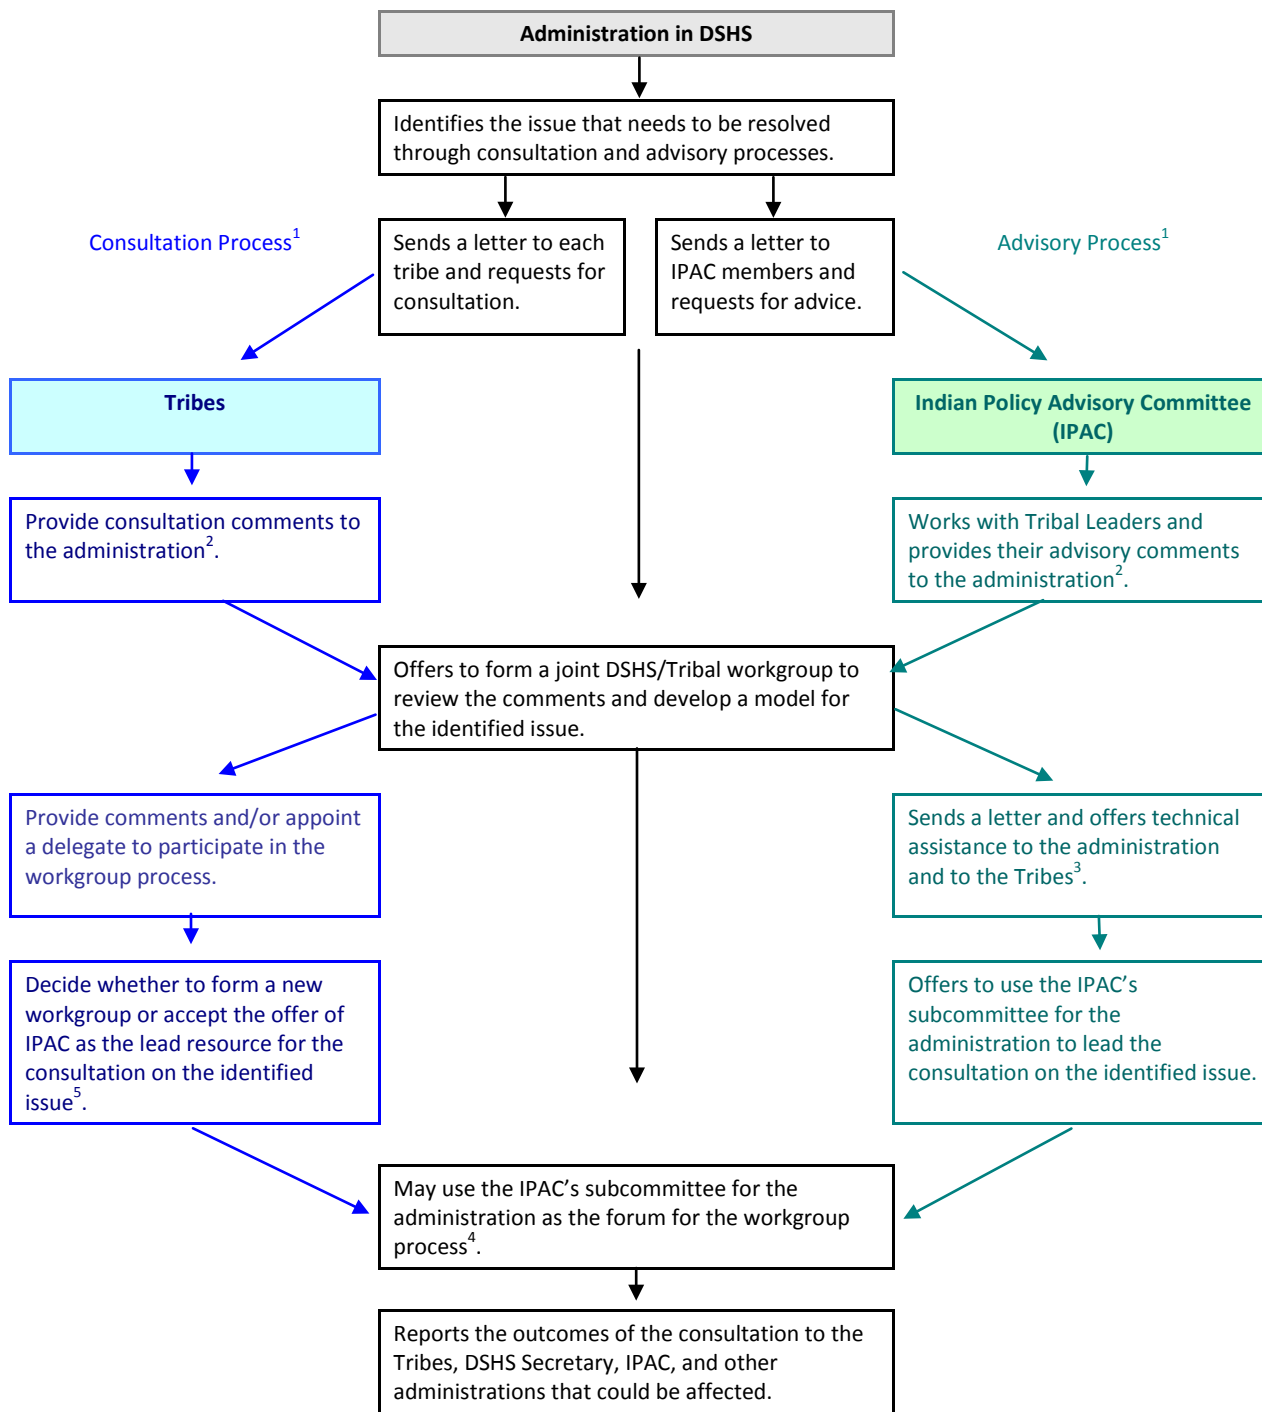 Administration in DSHS
Identifies the issue that needs to be resolved
through consultation and advisory processes.
Consultation Process1
Sends a letter to each
tribe and requests for
consultation.
Sends a letter to
IPAC members and
requests for advice.
Advisory Process1
Tribes
Indian Policy Advisory Committee
(IPAC)
Provide consultation comments to
the administration2.
Works with Tribal Leaders and
provides their advisory comments
to the administration2.
Offers to form a joint DSHS/Tribal workgroup to
review the comments and develop a model for
the identified issue.
Provide comments and/or appoint
a delegate to participate in the
workgroup process.
Sends a letter and offers technical
assistance to the administration
and to the Tribes3.
Decide whether to form a new
workgroup or accept the offer of
IPAC as the lead resource for the
consultation on the identified
issue5.
Offers to use the IPAC’s
subcommittee for the
administration to lead the
consultation on the identified issue.
May use the IPAC’s subcommittee for the
administration as the forum for the workgroup
process4.
Reports the outcomes of the consultation to the
Tribes, DSHS Secretary, IPAC, and other
administrations that could be affected.